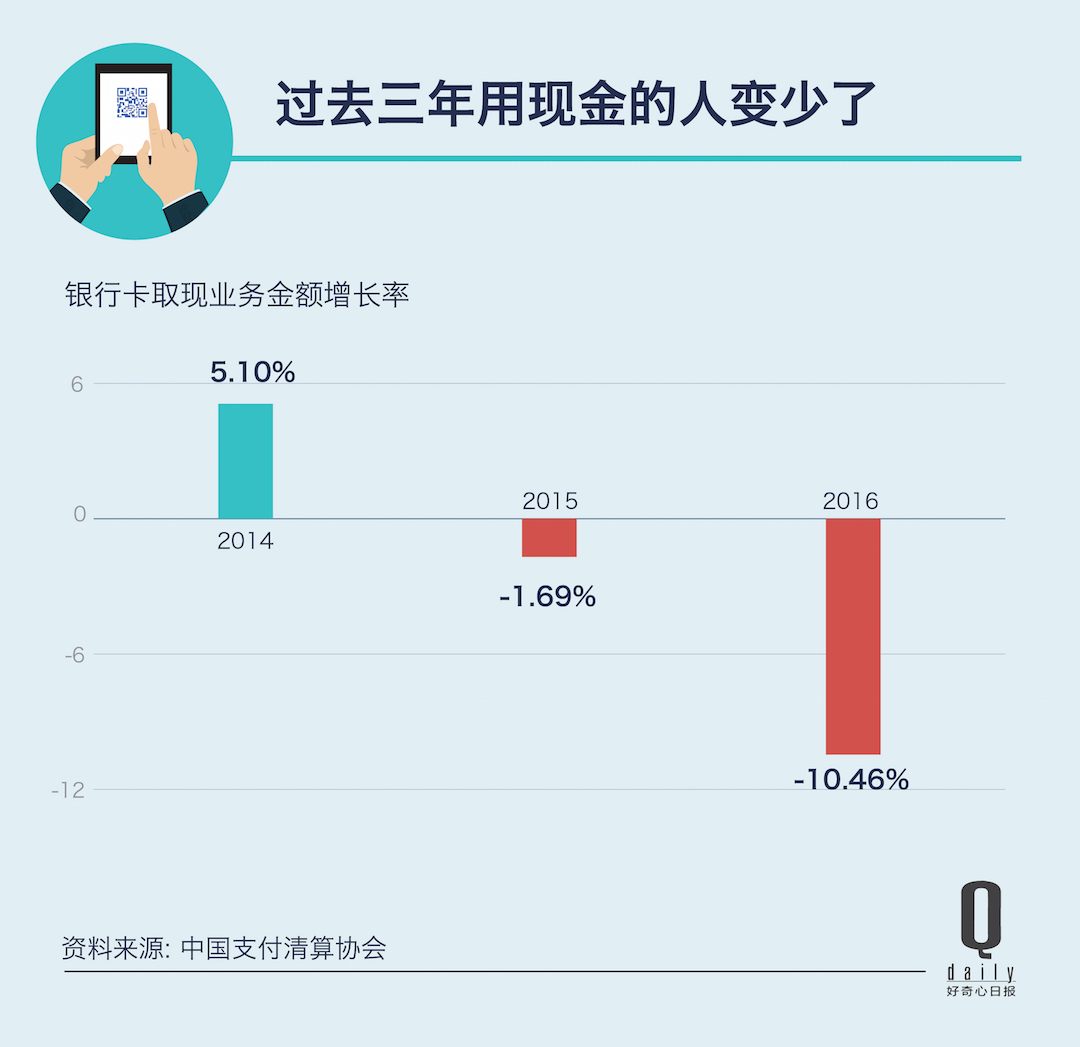 过去三年用现金的人变少了
银行卡取现业务金额增长率
5.10%
6
0
2014
2015
2016
-1.69%
-6
-10.46%
-12
资料来源: 中国支付清算协会
Q
daily
好奇心日报